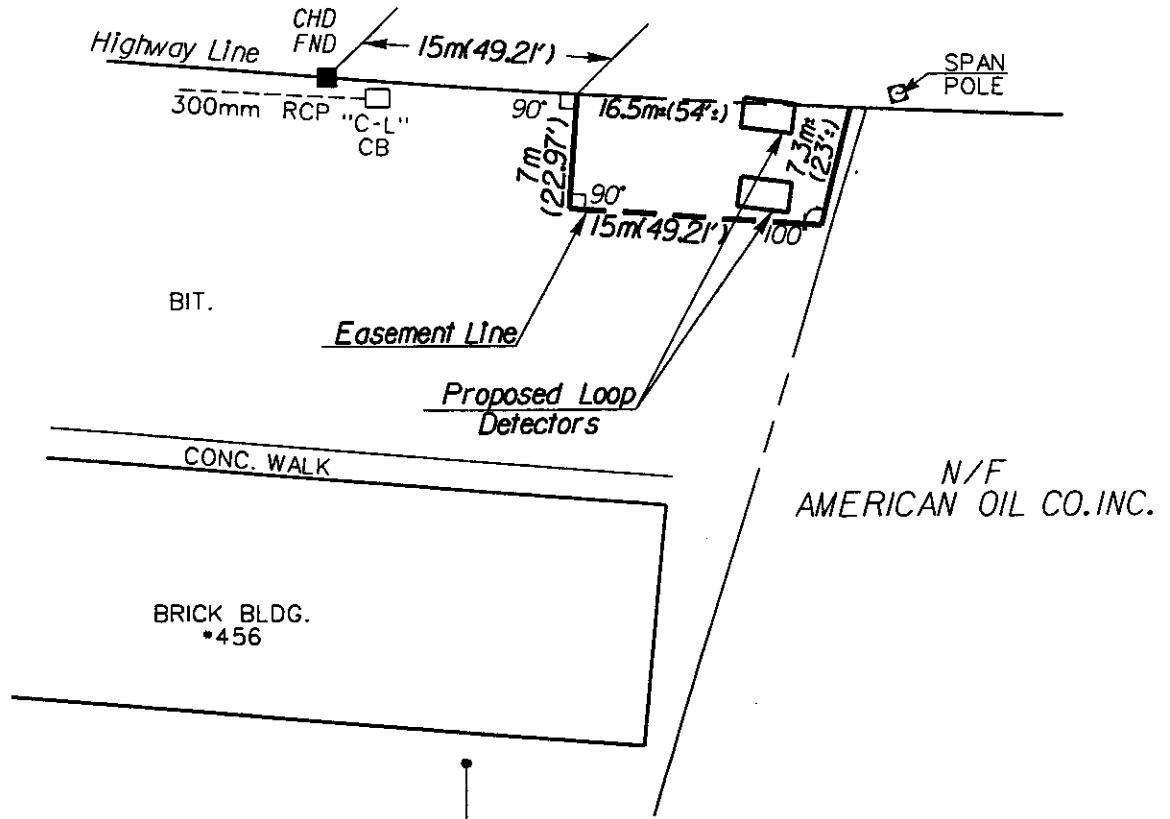 CHD
FND
Highway Line
15m(49.21')
SPAN
POLE
300mm RCP "C-L"
CB
90°
16.5m±(54'±)
7m
(22.97')
7.3m±
(23'±)
90°
15m(49.21')
100°
BIT.
Easement Line
Proposed Loop
Detectors
CONC. WALK
N/F
AMERICAN OIL CO.INC.
BRICK BLDG.
*456